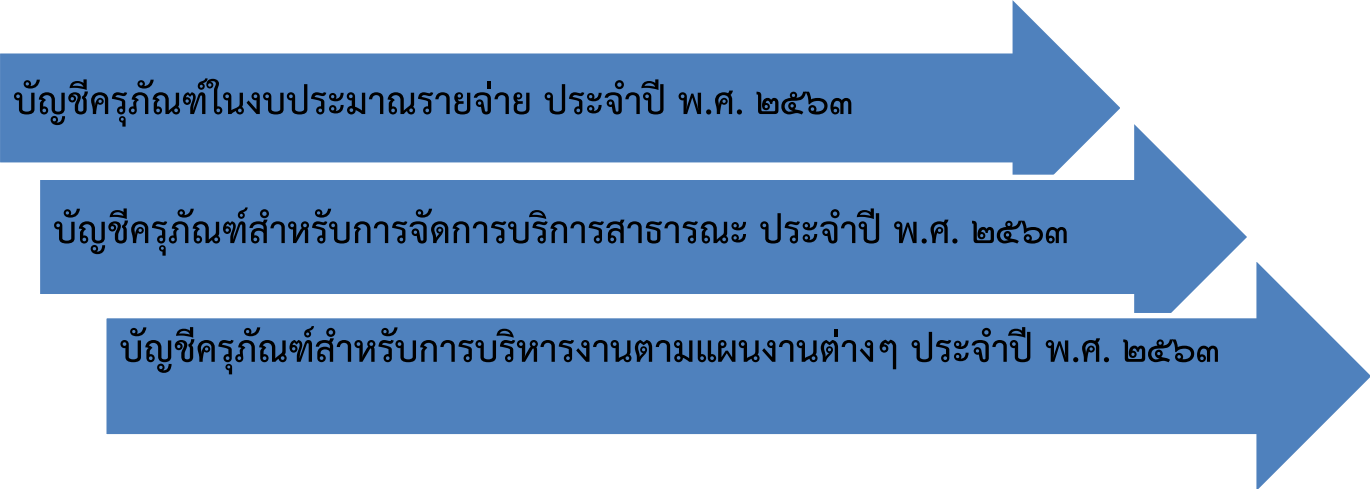 บัญชีครุภัณฑ์ในงบประมาณรายจ่าย ประจำปี พ.ศ. ๒๕๖๓
บัญชีครุภัณฑ์สำหรับการจัดการบริการสาธารณะ ประจำปี พ.ศ. ๒๕๖๓
บัญชีครุภัณฑ์สำหรับการบริหารงานตามแผนงานต่างๆ ประจำปี พ.ศ. ๒๕๖๓